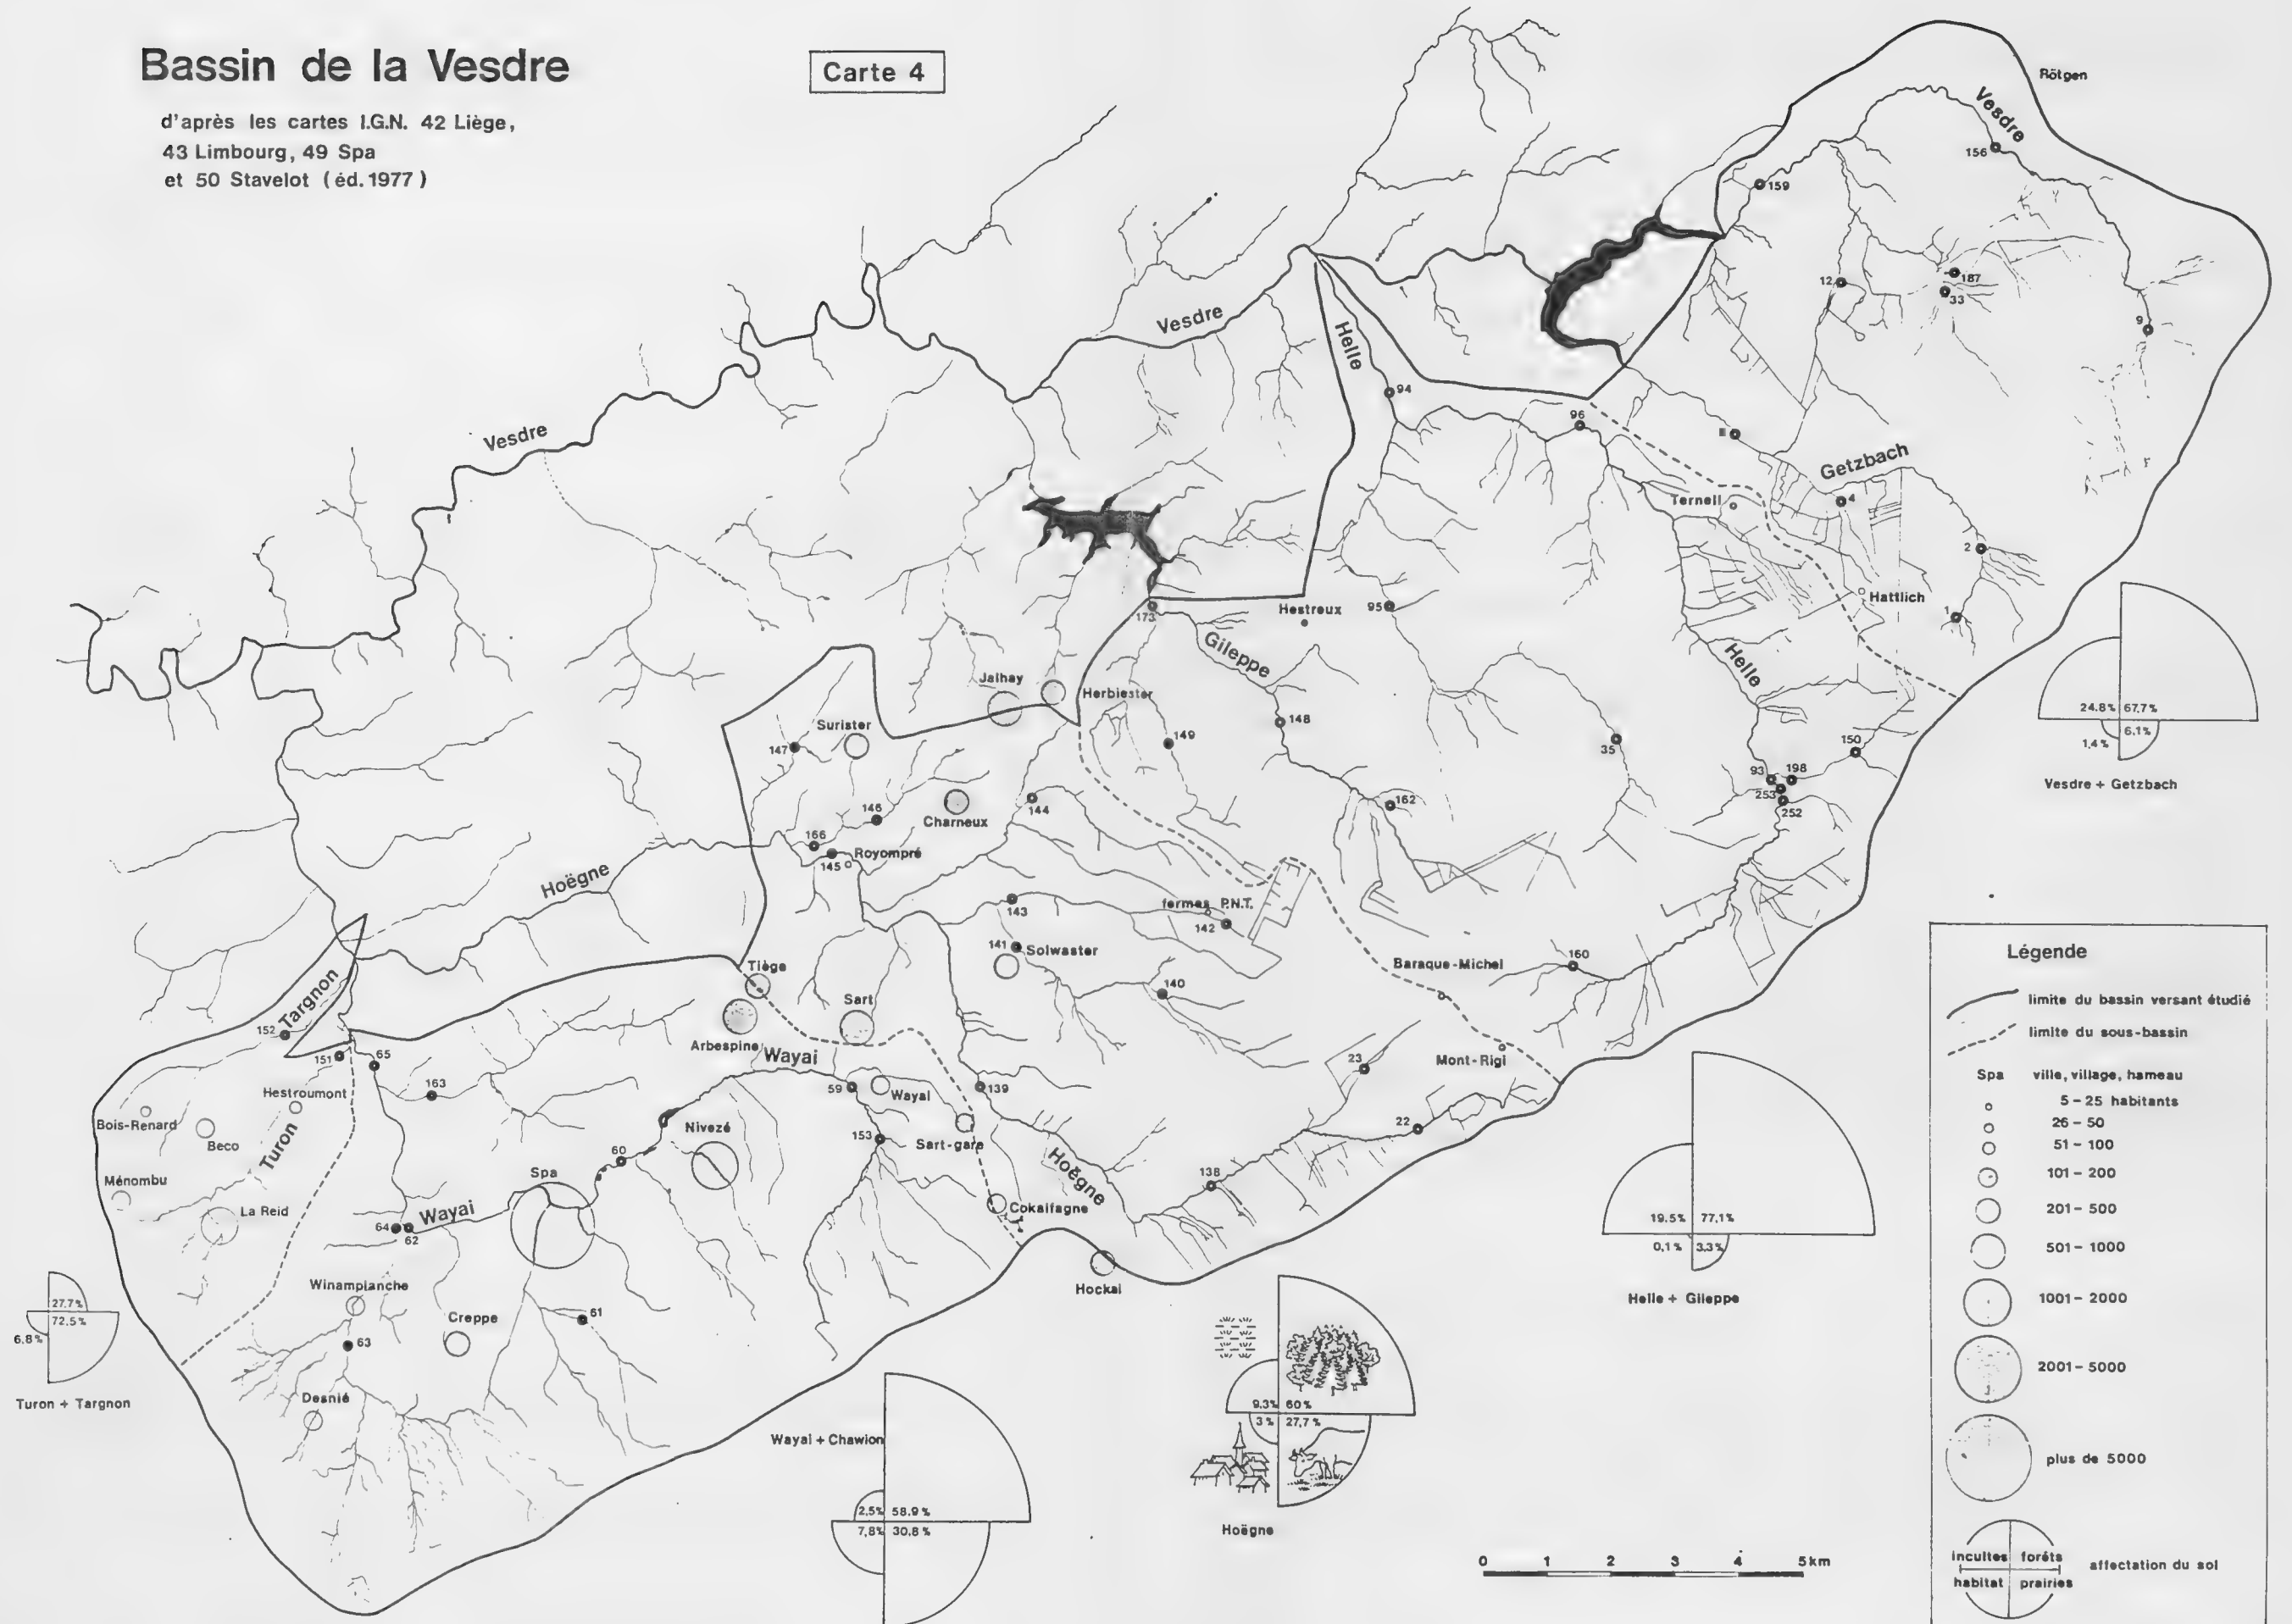 Bassin de la Vesdre
d'après les cartes I.G.N. 42 Liège,
43 Limbourg, 49 Spa
et 50 Stavelot (éd. 1977)
Carte 4
Rötgen
Vesdre
156
159
12
187
33
9
Vesdre
Helle
94
96
Getzbach
Ternell
4
2
Vesdre
Hestreux
95
Hattlich
1
173
Gileppe
Helle
Jalhay
Herbiester
24.8% 67.7%
1,4% 6.1%
Vesdre + Getzbach
Surister
147
149
148
35
150
93
198
253
252
146
Charneux
144
162
166
145
Royompré
Hoëgne
143
fermes P.N.T.
142
141
Solwaster
Baraque-Michel
160
Tiège
140
Sart
Targnon
152
Arbespine
Wayai
151
65
163
Hestroumont
23
Mont-Rigi
59
Wayai
139
Bois-Renard
Beco
Turon
Nivezé
153
Sart-gare
22
60
Hoëgne
138
Ménombu
Spa
La Reid
64
62
Wayai
Cokaifagne
19.5% 77,1%
0,1% 3,3%
Helle + Gileppe
Hockai
Winamplanche
27.7%
72.5%
6.8%
Turon + Targnon
63
Creppe
61
Desnié
9.3% 60%
3% 27,7%
Hoëgne
Wayai + Chawion
2,5% 58.9%
7,8% 30.8%
0 1 2 3 4 5km
Légende
limite du bassin versant étudié
limite du sous-bassin
Spa ville, village, hameau
5-25 habitants
26-50
51-100
101-200
201-500
501-1000
1001-2000
2001-5000
plus de 5000
incultes forêts
habitat prairies
affectation du sol